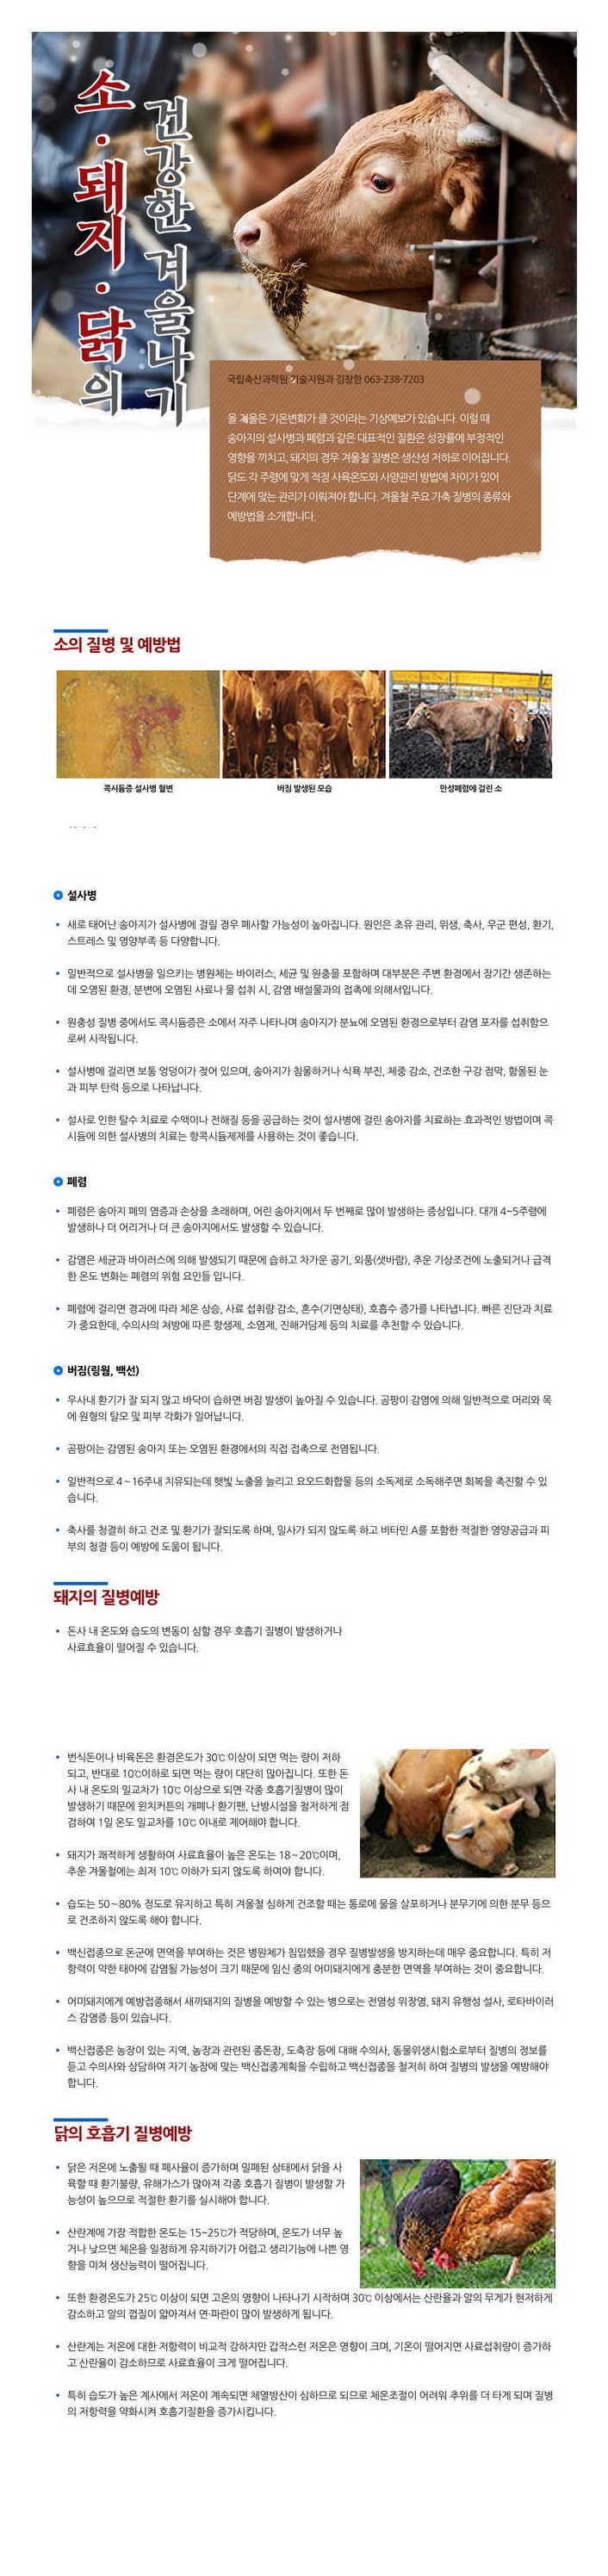 소·돼지·닭의
건강한 겨울나기
국립축산과학원 기술지원과 김창한 063-238-7203
올 겨울은 기온변화가 클 것이라는 기상예보가 있습니다. 이럴 때
송아지의 설사병과 폐렴과 같은 대표적인 질환은 성장률에 부정적인
영향을 끼치고, 돼지의 경우 겨울철 질병은 생산성 저하로 이어집니다.
닭도 각 주령에 맞게 적정 사육온도와 사양관리 방법에 차이가 있어
단계에 맞는 관리가 이뤄져야 합니다. 겨울철 주요 가축 질병의 종류와
예방법을 소개합니다.
소의 질병 및 예방법
콕시듐증 설사병 혈변
버짐 발생된 모습
만성폐렴에 걸린 소
설사병
새로 태어난 송아지가 설사병에 걸릴 경우 폐사할 가능성이 높아집니다. 원인은 초유 관리, 위생, 축사, 우군 편성, 환기,
스트레스 및 영양부족 등 다양합니다.
일반적으로 설사병을 일으키는 병원체는 바이러스, 세균 및 원충을 포함하며 대부분은 주변 환경에서 장기간 생존하는
데 오염된 환경, 분변에 오염된 사료나 물 섭취 시, 감염 배설물과의 접촉에 의해서입니다.
원충성 질병 중에서도 콕시듐증은 소에서 자주 나타나며 송아지가 분뇨에 오염된 환경으로부터 감염 포자를 섭취함으
로써 시작됩니다.
설사병에 걸리면 보통 엉덩이가 젖어 있으며, 송아지가 침울하거나 식욕 부진, 체중 감소, 건조한 구강 점막, 함몰된 눈
과 피부 탄력 등으로 나타납니다.
설사로 인한 탈수 치료로 수액이나 전해질 등을 공급하는 것이 설사병에 걸린 송아지를 치료하는 효과적인 방법이며 콕
시듐에 의한 설사병의 치료는 항콕시듐제제를 사용하는 것이 좋습니다.
폐렴
폐렴은 송아지 폐의 염증과 손상을 초래하며, 어린 송아지에서 두 번째로 많이 발생하는 증상입니다. 대개 4~5주령에
발생하나 더 어리거나 더 큰 송아지에서도 발생할 수 있습니다.
감염은 세균과 바이러스에 의해 발생되기 때문에 습하고 차가운 공기, 외풍(샛바람), 추운 기상조건에 노출되거나 급격
한 온도 변화는 폐렴의 위험 요인들 입니다.
폐렴에 걸리면 경과에 따라 체온 상승, 사료 섭취량 감소, 혼수(기면상태), 호흡수 증가를 나타냅니다. 빠른 진단과 치료
가 중요한데, 수의사의 처방에 따른 항생제, 소염제, 진해거담제 등의 치료를 추천할 수 있습니다.
버짐(링웜, 백선)
우사내 환기가 잘 되지 않고 바닥이 습하면 버짐 발생이 높아질 수 있습니다. 곰팡이 감염에 의해 일반적으로 머리와 목
에 원형의 탈모 및 피부 각화가 일어납니다.
곰팡이는 감염된 송아지 또는 오염된 환경에서의 직접 접촉으로 전염됩니다.
일반적으로 4~16주내 치유되는데 햇빛 노출을 늘리고 요오드화합물 등의 소독제로 소독해주면 회복을 촉진할 수 있
습니다.
축사를 청결히 하고 건조 및 환기가 잘되도록 하며, 밀사가 되지 않도록 하고 비타민 A를 포함한 적절한 영양공급과 피
부의 청결 등이 예방에 도움이 됩니다.
돼지의 질병예방
돈사 내 온도와 습도의 변동이 심할 경우 호흡기 질병이 발생하거나
사료효율이 떨어질 수 있습니다.
번식돈이나 비육돈은 환경온도가 30℃ 이상이 되면 먹는 량이 저하
되고, 반대로 10℃이하로 되면 먹는 량이 대단히 많아집니다. 또한 돈
사 내 온도의 일교차가 10℃ 이상으로 되면 각종 호흡기질병이 많이
발생하기 때문에 윈치커튼의 개폐나 환기팬, 난방시설을 철저하게 점
검하여 1일 온도 일교차를 10℃ 이내로 제어해야 합니다.
돼지가 쾌적하게 생활하여 사료효율이 높은 온도는 18~20℃이며,
추운 겨울철에는 최저 10℃ 이하가 되지 않도록 하여야 합니다.
습도는 50~80% 정도로 유지하고 특히 겨울철 심하게 건조할 때는 통로에 물을 살포하거나 분무기에 의한 분무 등으
로 건조하지 않도록 해야 합니다.
백신접종으로 돈군에 면역을 부여하는 것은 병원체가 침입했을 경우 질병발생을 방지하는데 매우 중요합니다. 특히 저
항력이 약한 태아에 감염될 가능성이 크기 때문에 임신 중의 어미돼지에게 충분한 면역을 부여하는 것이 중요합니다.
어미돼지에게 예방접종해서 새끼돼지의 질병을 예방할 수 있는 병으로는 전염성 위장염, 돼지 유행성 설사, 로타바이러
스 감염증 등이 있습니다.
백신접종은 농장이 있는 지역, 농장과 관련된 종돈장, 도축장 등에 대해 수의사, 동물위생시험소로부터 질병의 정보를
듣고 수의사와 상담하여 자기 농장에 맞는 백신접종계획을 수립하고 백신접종을 철저히 하여 질병의 발생을 예방해야
합니다.
닭의 호흡기 질병예방
닭은 저온에 노출될 때 폐사율이 증가하며 밀폐된 상태에서 닭을 사
육할 때 환기불량, 유해가스가 많아져 각종 호흡기 질병이 발생할 가
능성이 높으므로 적절한 환기를 실시해야 합니다.
산란계에 가장 적합한 온도는 15~25℃가 적당하며, 온도가 너무 높
거나 낮으면 체온을 일정하게 유지하기가 어렵고 생리기능에 나쁜 영
향을 미쳐 생산능력이 떨어집니다.
또한 환경온도가 25℃ 이상이 되면 고온의 영향이 나타나기 시작하며 30℃ 이상에서는 산란율과 알의 무게가 현저하게
감소하고 알의 껍질이 얇아져서 연·파란이 많이 발생하게 됩니다.
산란계는 저온에 대한 저항력이 비교적 강하지만 갑작스런 저온은 영향이 크며, 기온이 떨어지면 사료섭취량이 증가하
고 산란율이 감소하므로 사료효율이 크게 떨어집니다.
특히 습도가 높은 계사에서 저온이 계속되면 체열방산이 심하므로 되므로 체온조절이 어려워 추위를 더 타게 되며 질병
의 저항력을 약화시켜 호흡기질환을 증가시킵니다.